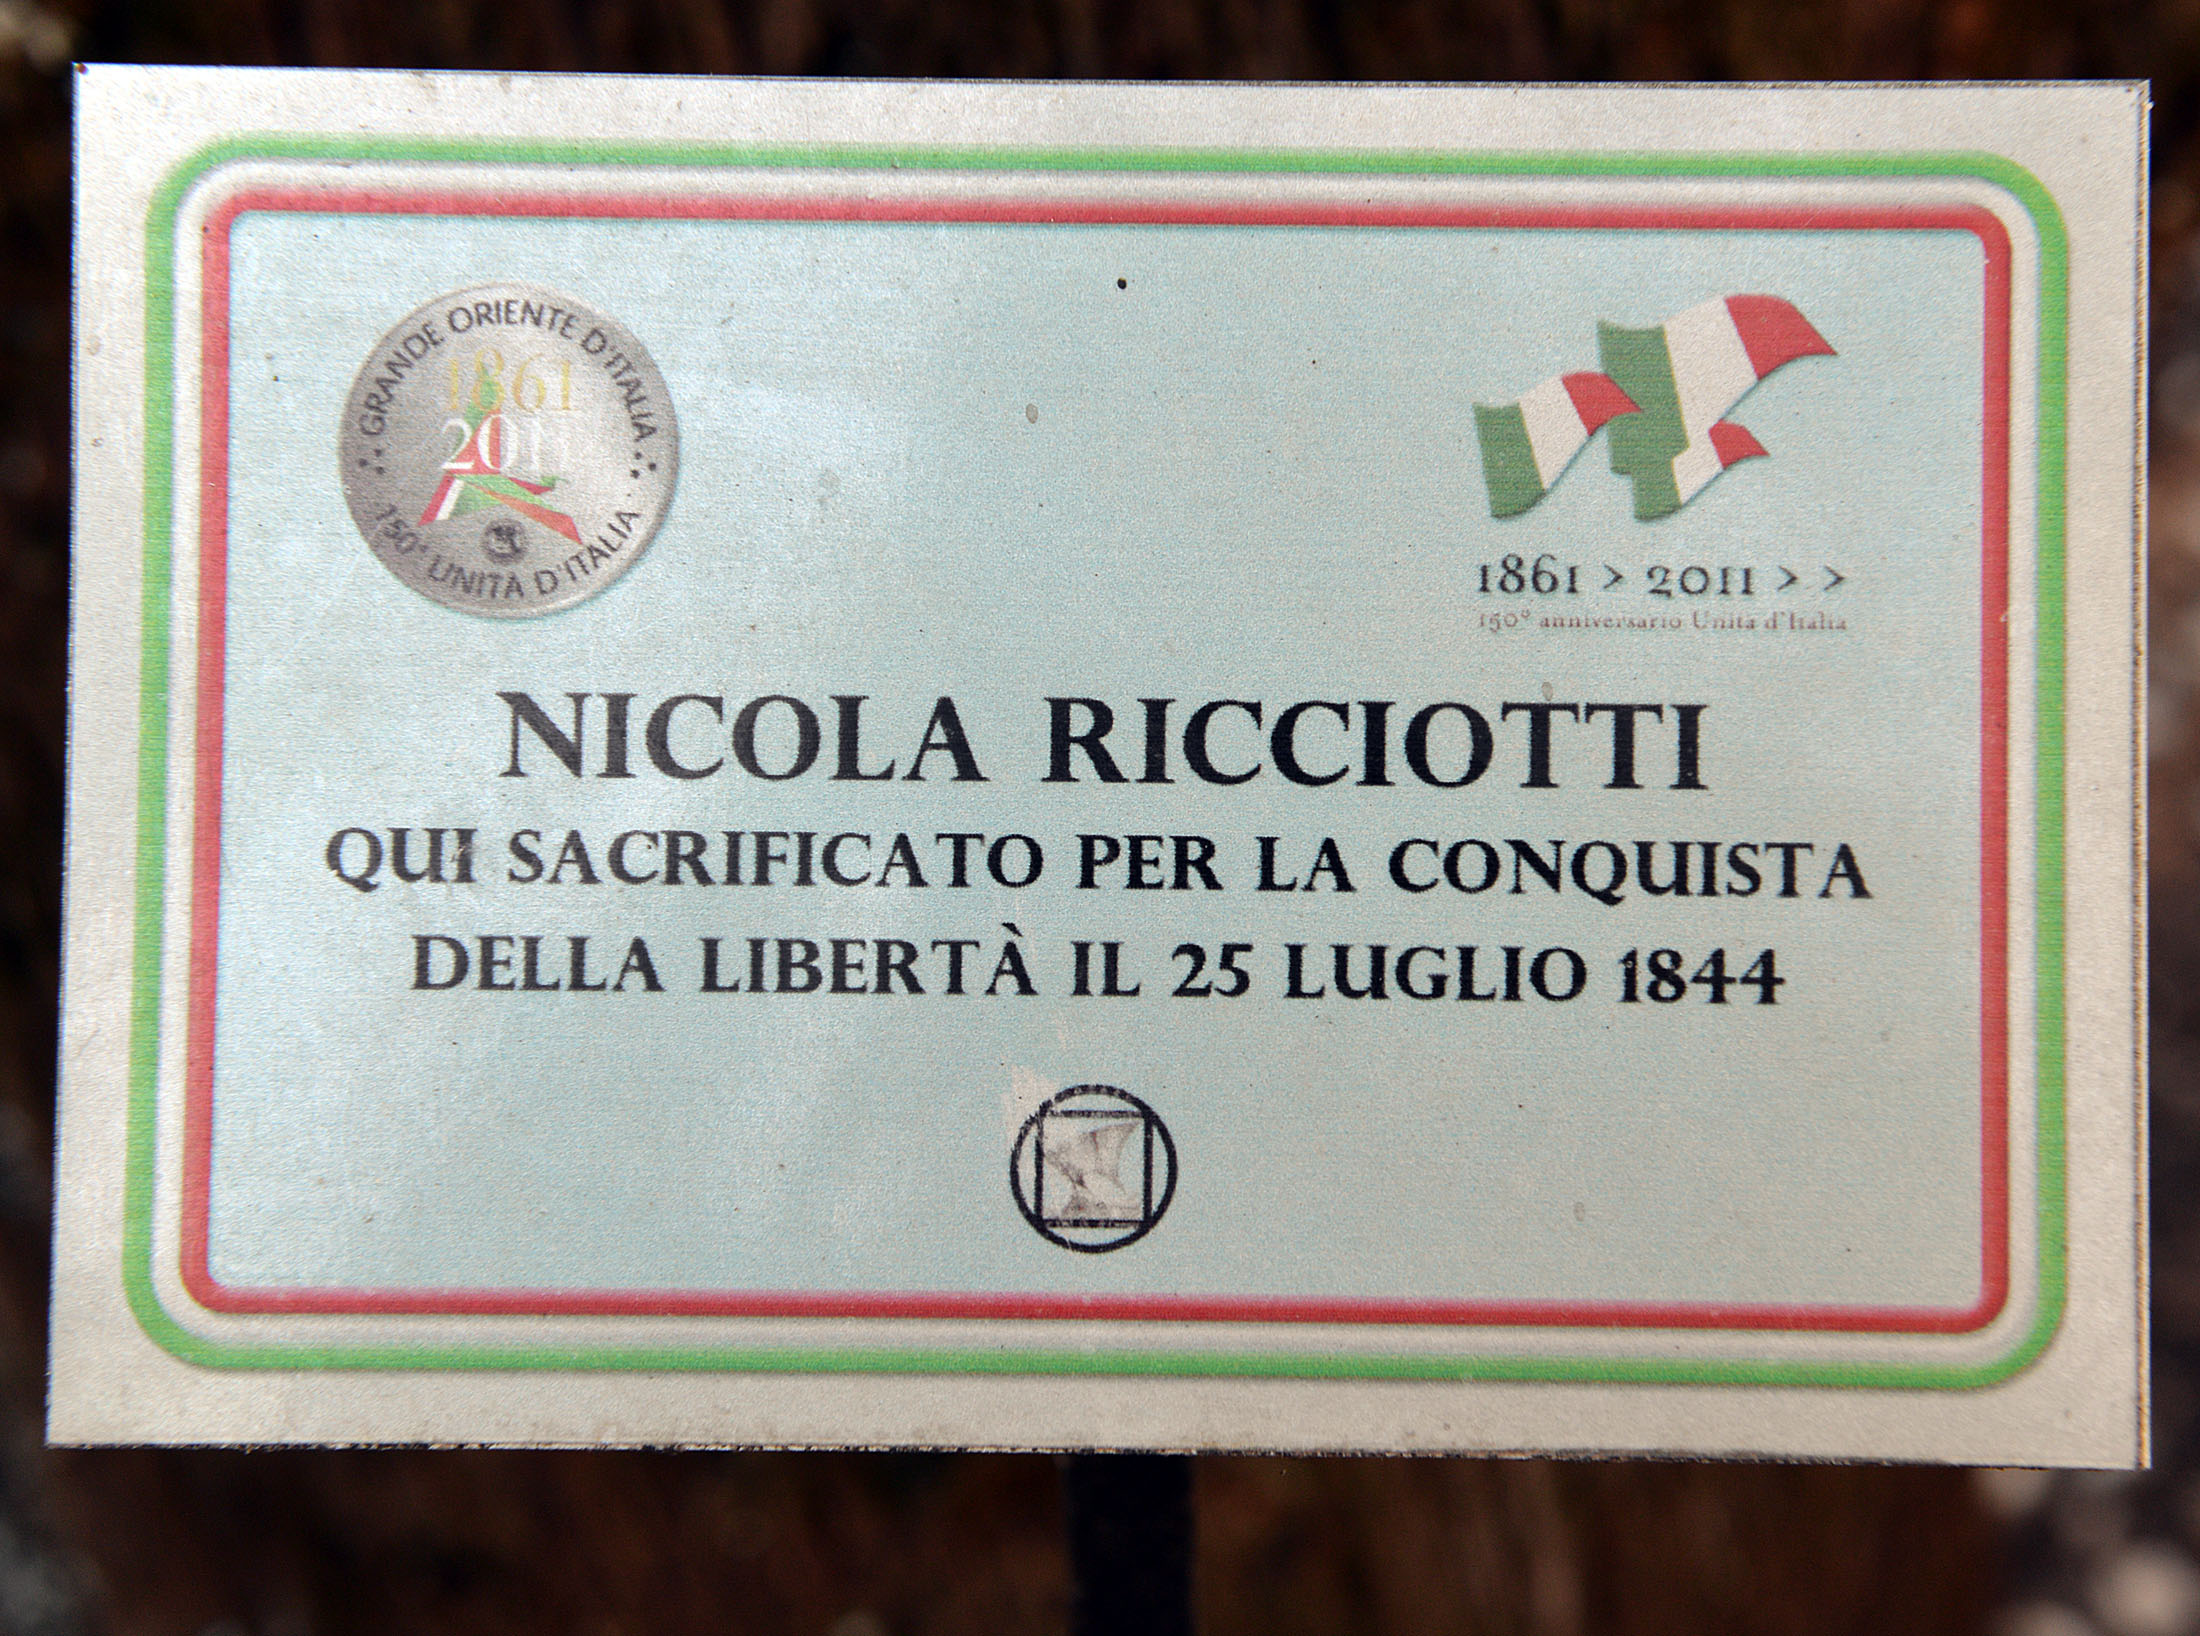 ∴ GRANDE ORIENTE D'ITALIA ∴
1861
2011
150° UNITÀ D'ITALIA
1861 > 2011 > >
150° anniversario Unità d'Italia
NICOLA RICCIOTTI
QUI SACRIFICATO PER LA CONQUISTA
DELLA LIBERTÀ IL 25 LUGLIO 1844